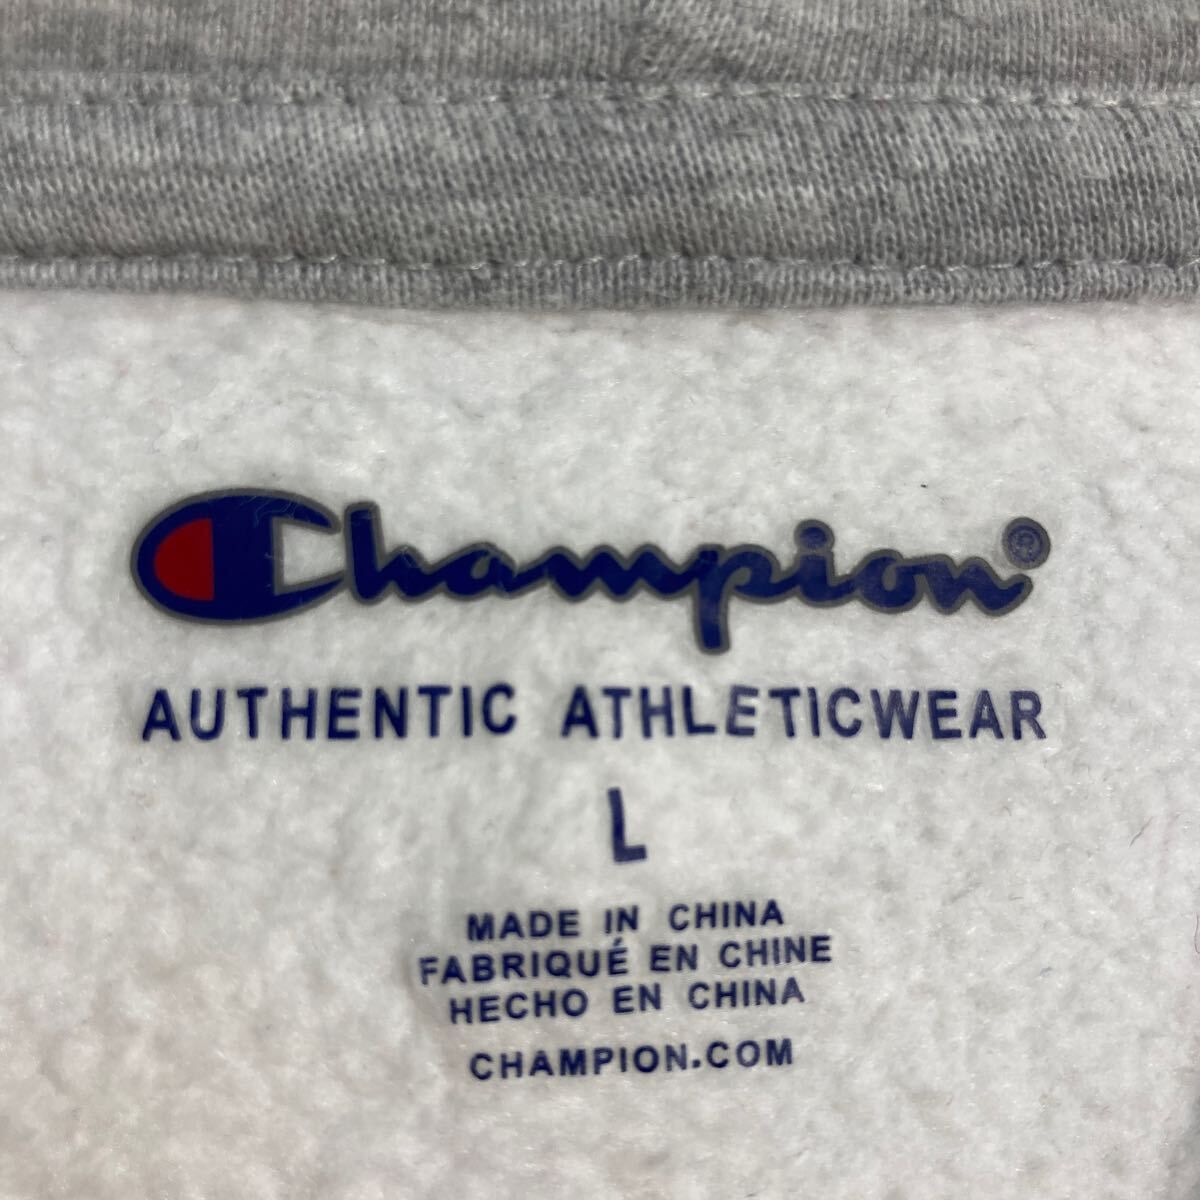 Champion®
AUTHENTIC ATHLETICWEAR
L
MADE IN CHINA
FABRIQUÉ EN CHINE
HECHO EN CHINA
CHAMPION.COM